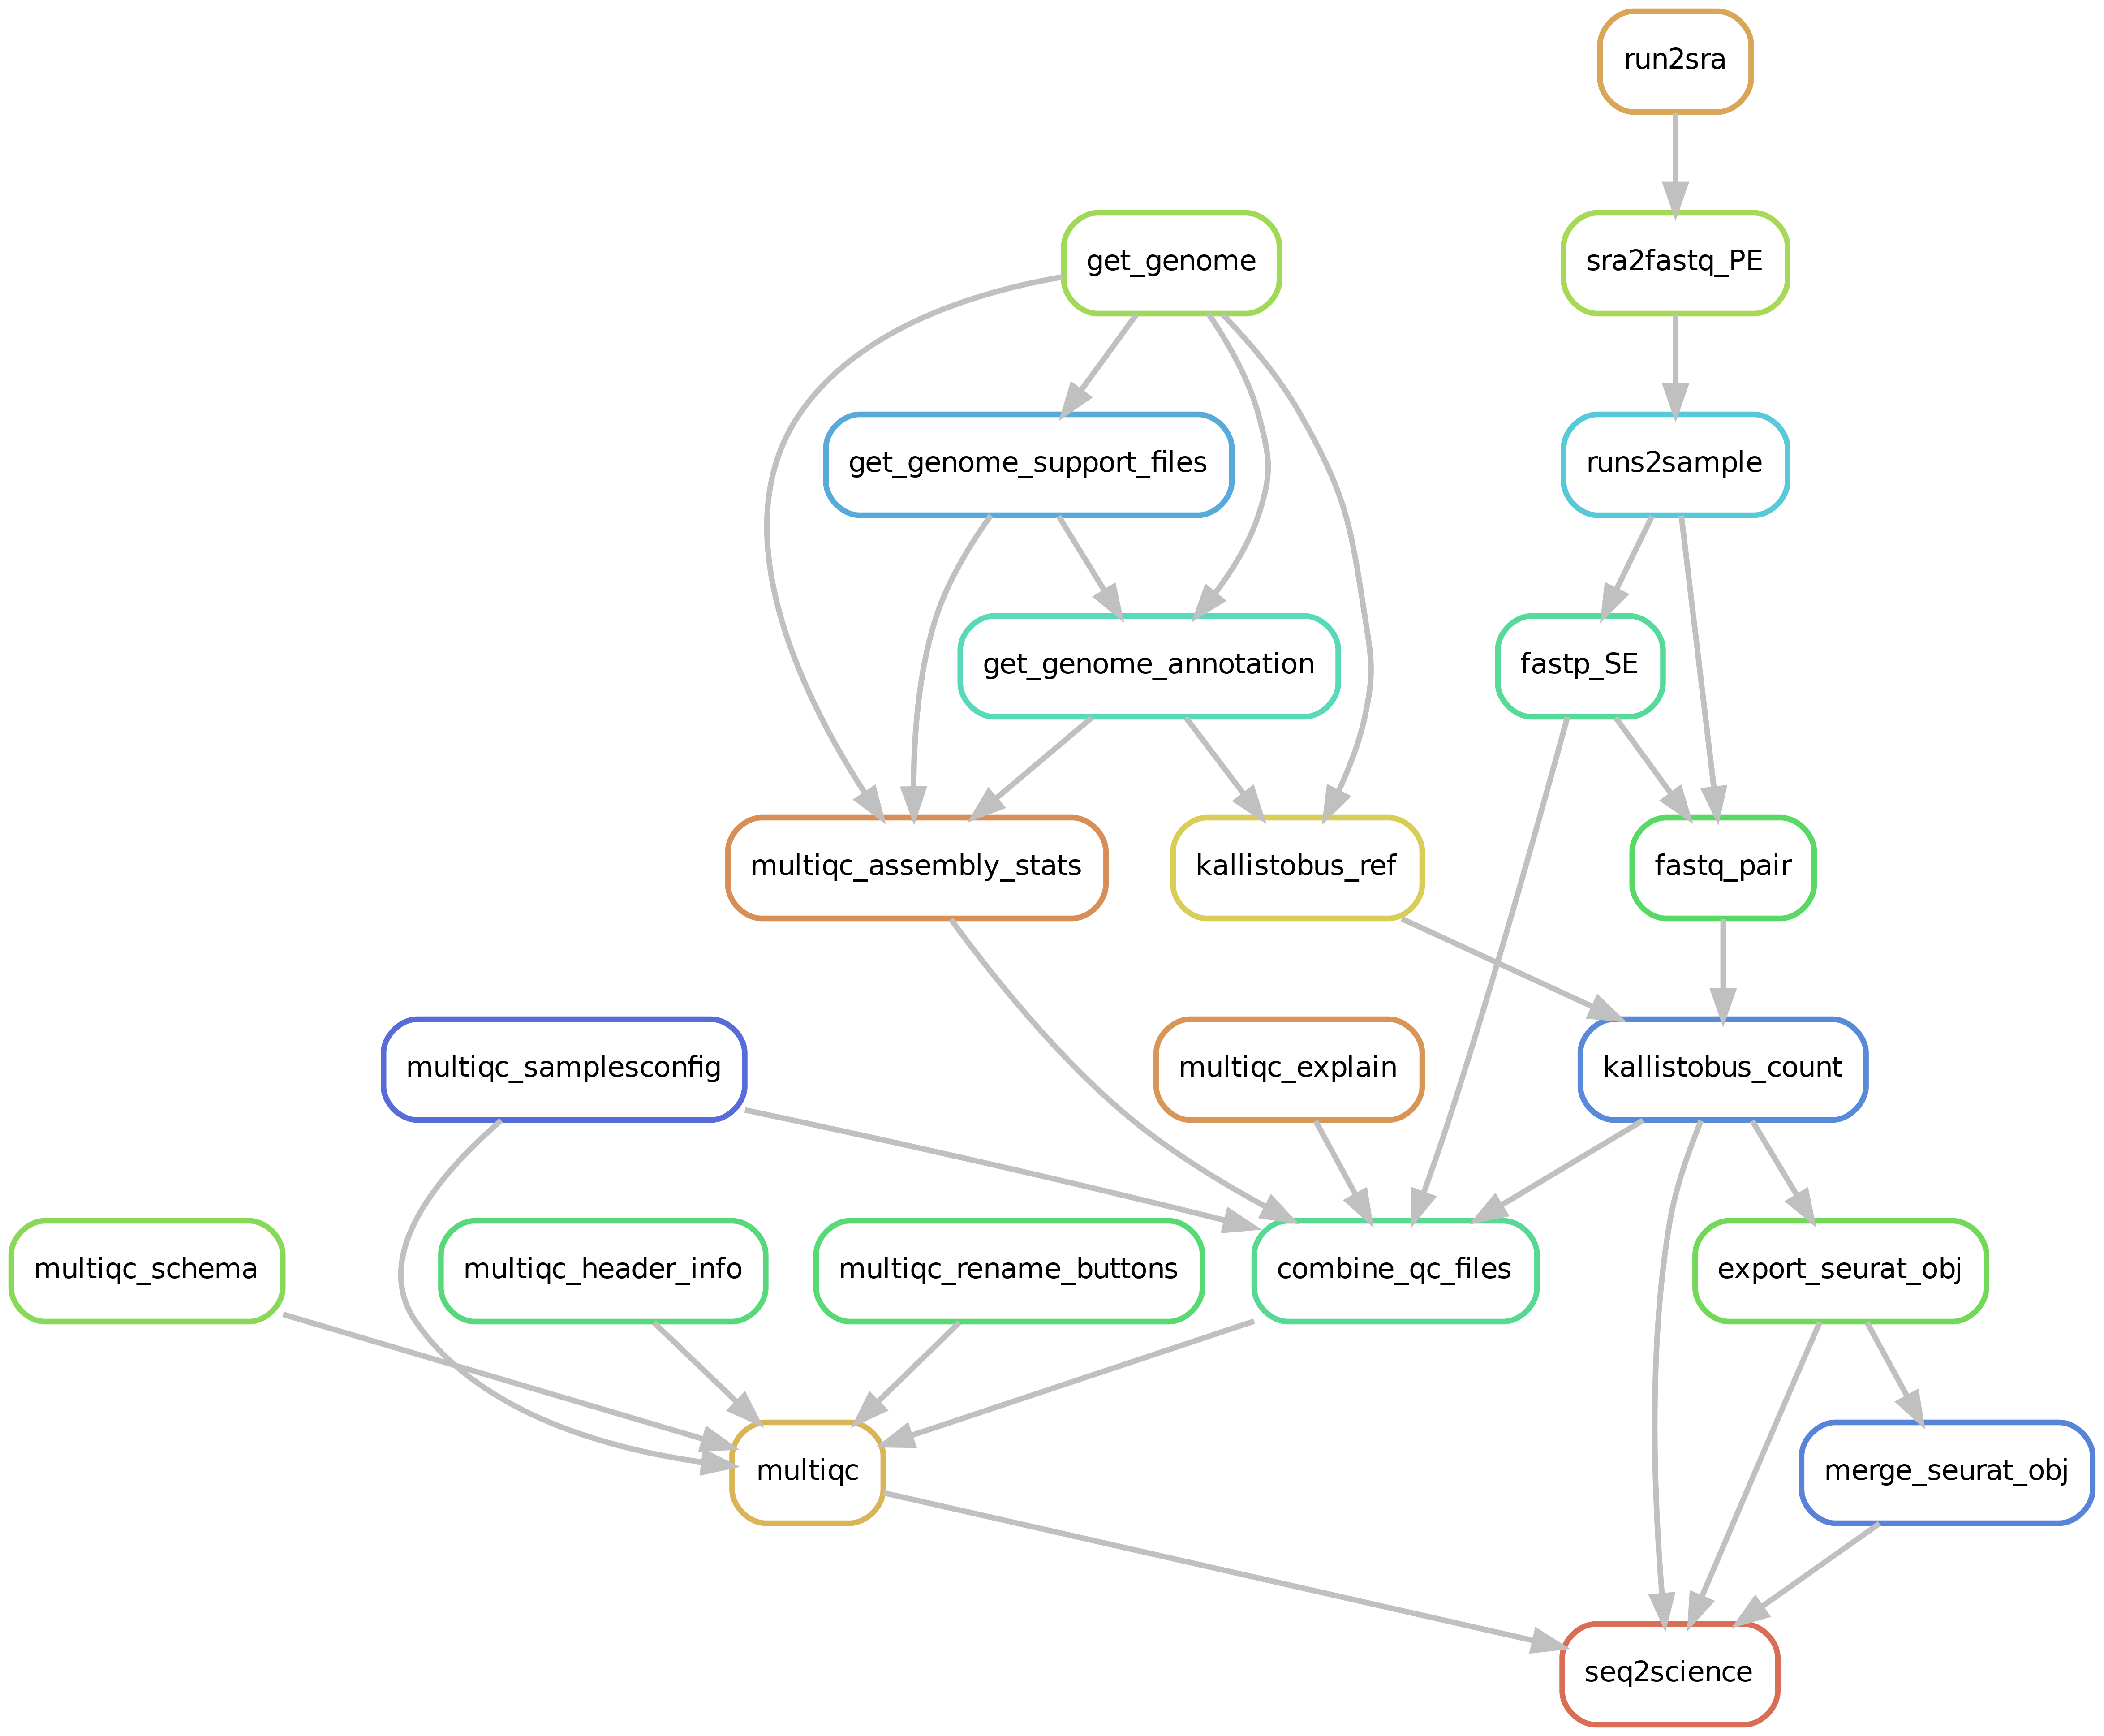 run2sra
get_genome
sra2fastq_PE
get_genome_support_files
runs2sample
get_genome_annotation
fastp_SE
multiqc_assembly_stats
kallistobus_ref
fastq_pair
multiqc_samplesconfig
multiqc_explain
kallistobus_count
multiqc_schema
multiqc_header_info
multiqc_rename_buttons
combine_qc_files
export_seurat_obj
multiqc
merge_seurat_obj
seq2science